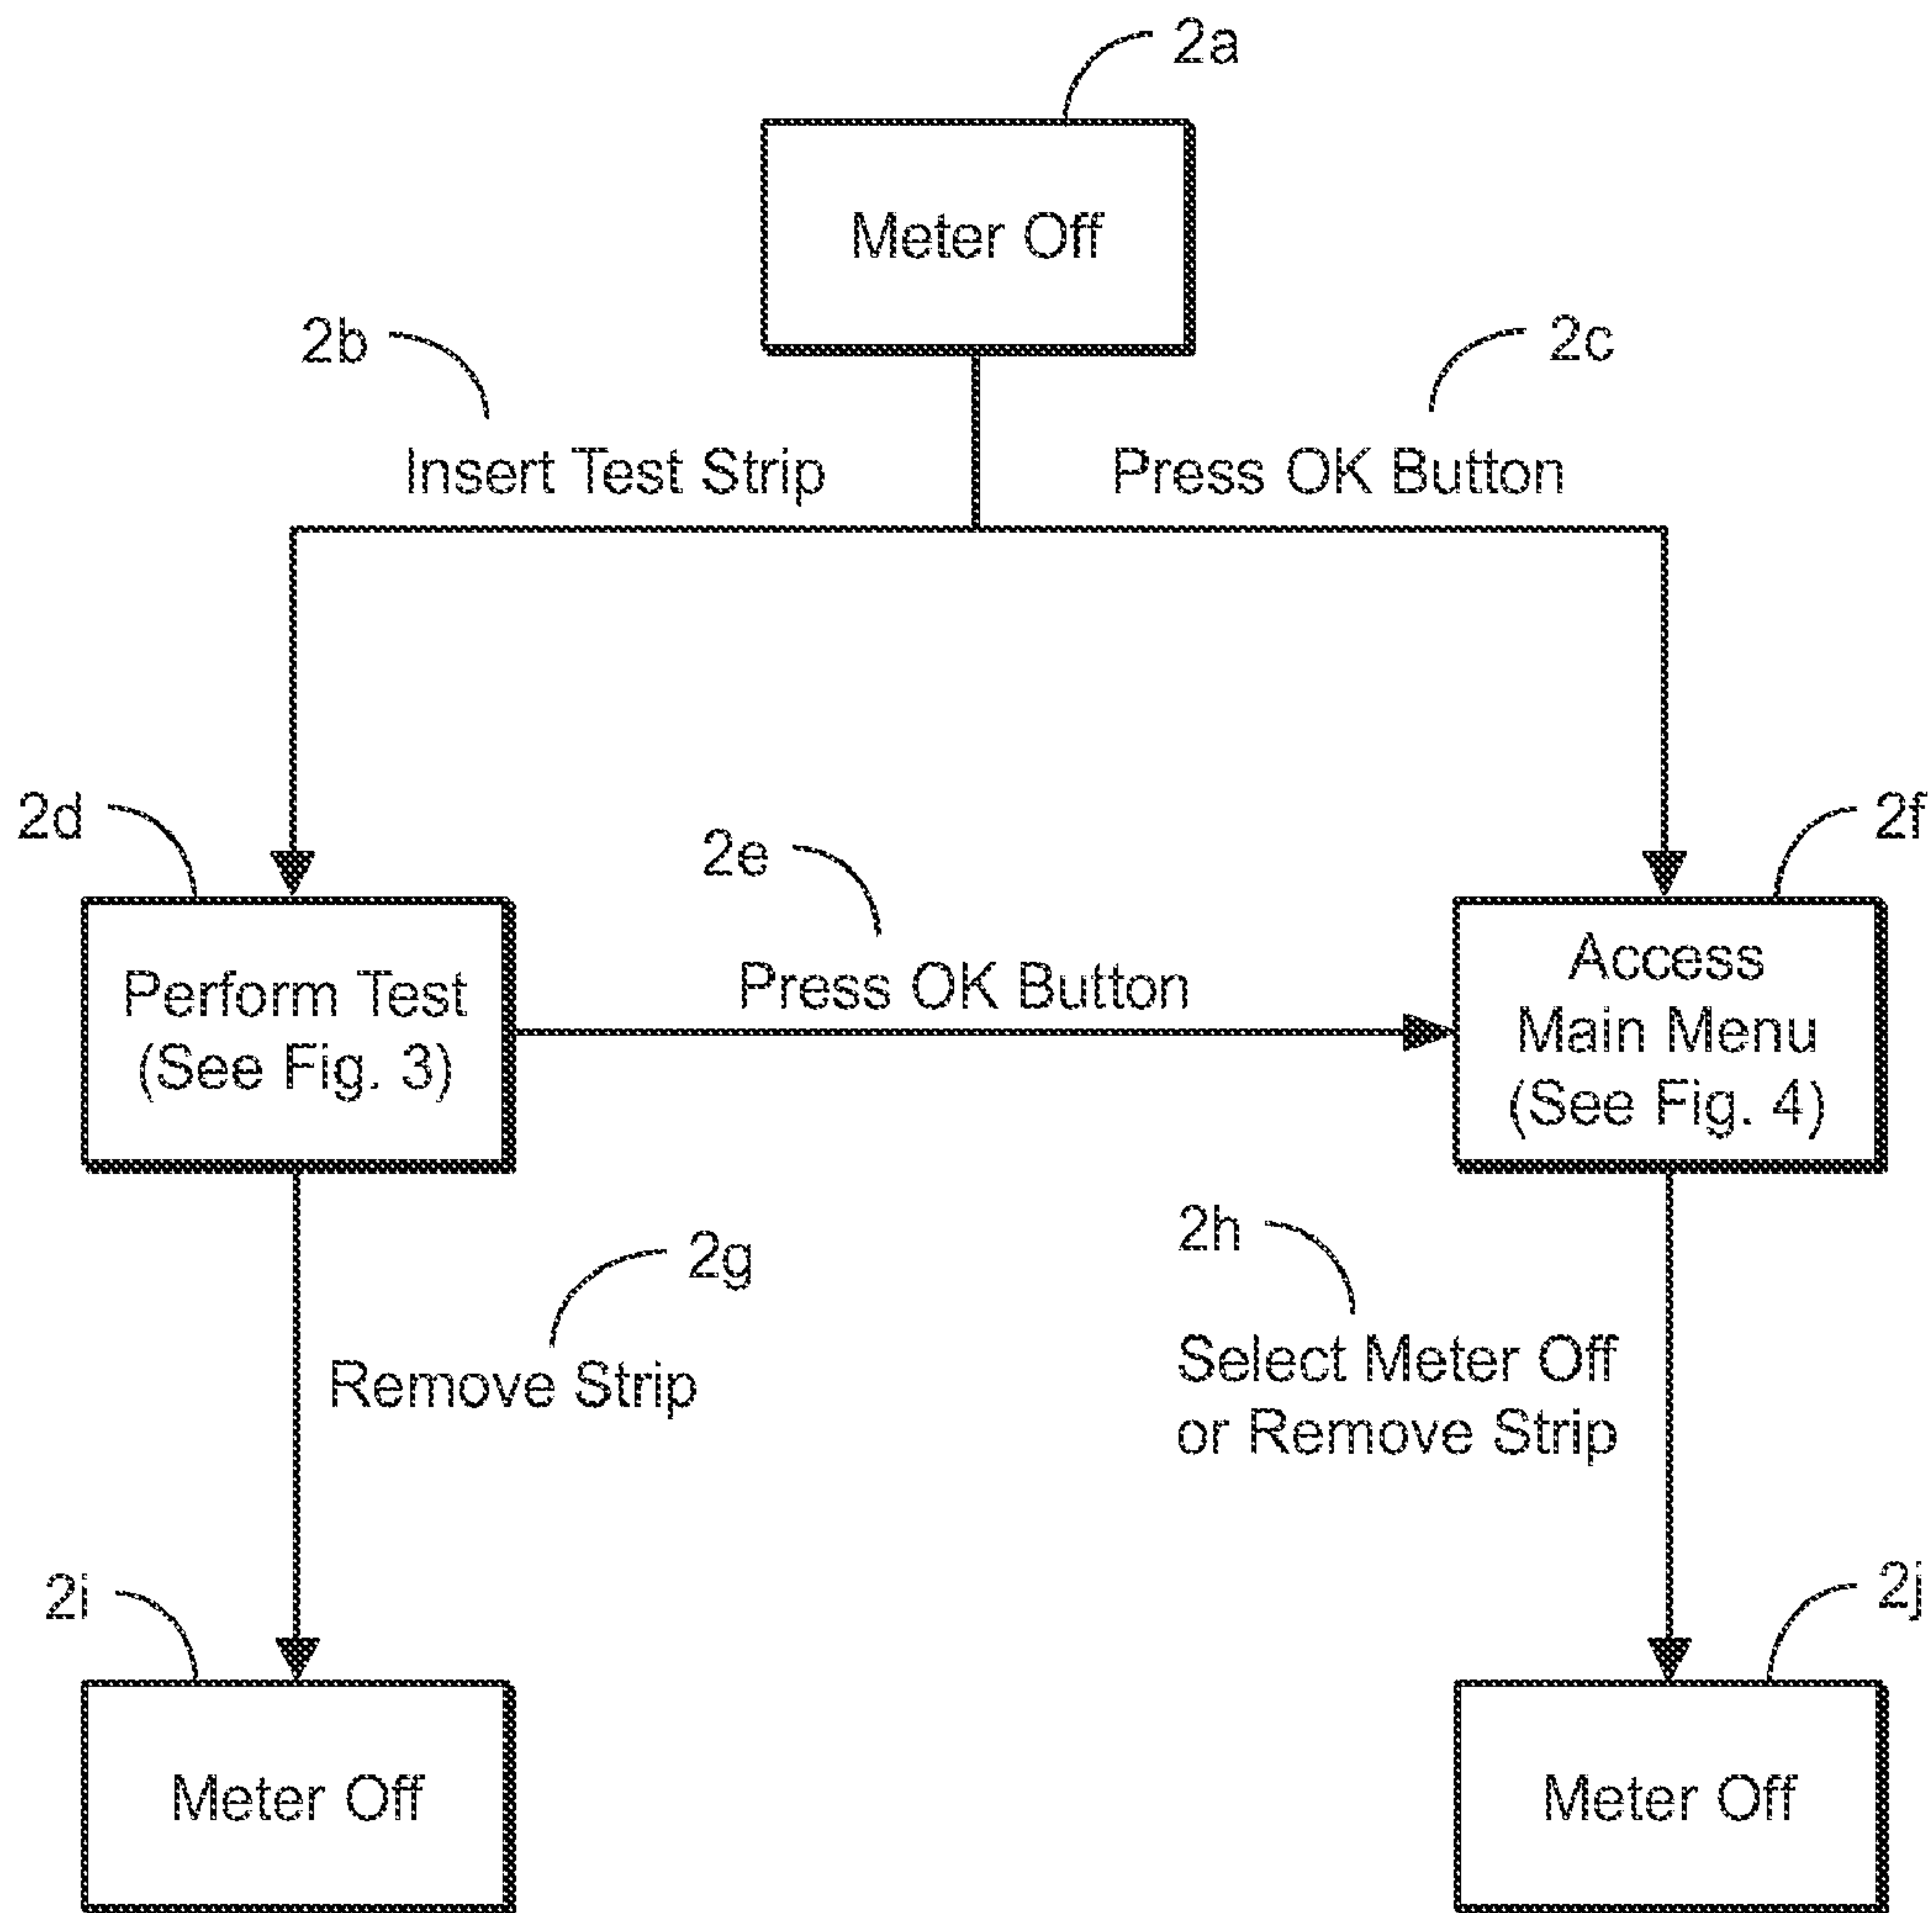 2a
Meter Off
2b
2c
Insert Test Strip
Press OK Button
2d
2e
2f
Perform Test
(See Fig. 3)
Press OK Button
Access
Main Menu
(See Fig. 4)
2g
2h
Remove Strip
Select Meter Off
or Remove Strip
2i
2j
Meter Off
Meter Off